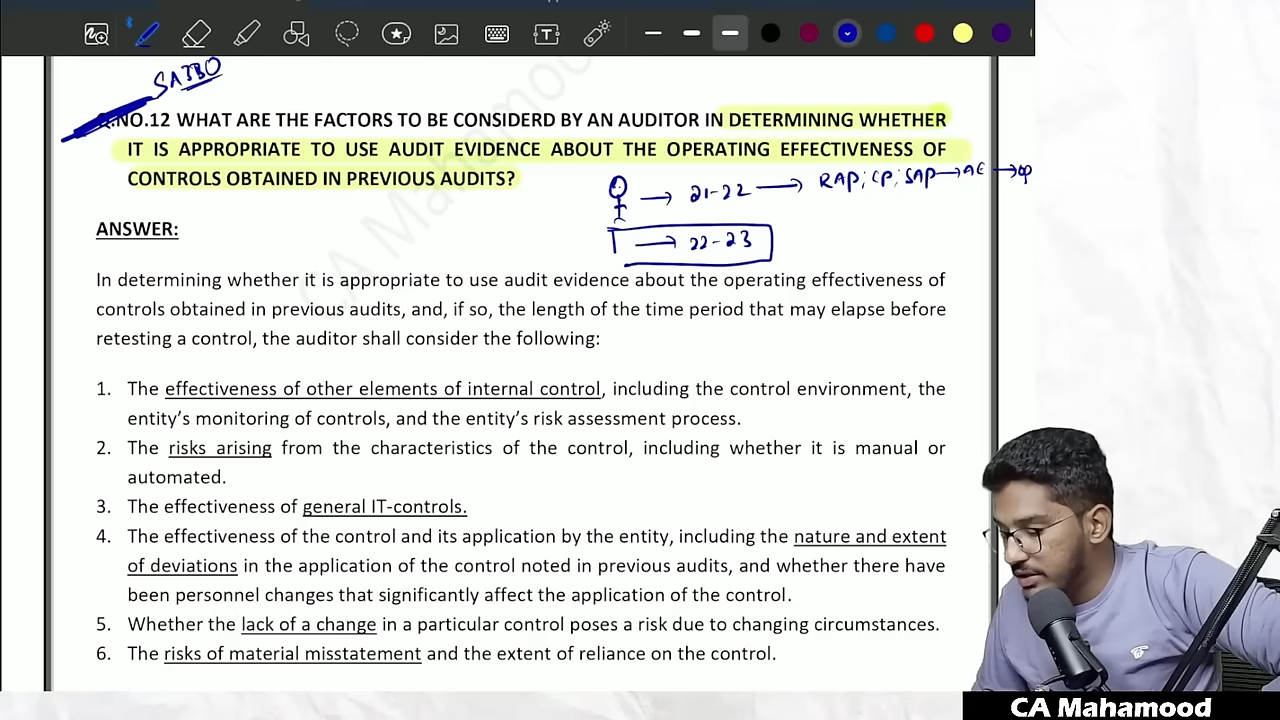 SA330
Q.NO.12 WHAT ARE THE FACTORS TO BE CONSIDERD BY AN AUDITOR IN DETERMINING WHETHER
IT IS APPROPRIATE TO USE AUDIT EVIDENCE ABOUT THE OPERATING EFFECTIVENESS OF
CONTROLS OBTAINED IN PREVIOUS AUDITS?
→ 21-22 → RAP; CP; SAP → AE → op
→ 22-23
ANSWER:
In determining whether it is appropriate to use audit evidence about the operating effectiveness of
controls obtained in previous audits, and, if so, the length of the time period that may elapse before
retesting a control, the auditor shall consider the following:
1. The effectiveness of other elements of internal control, including the control environment, the
entity’s monitoring of controls, and the entity’s risk assessment process.
2. The risks arising from the characteristics of the control, including whether it is manual or
automated.
3. The effectiveness of general IT-controls.
4. The effectiveness of the control and its application by the entity, including the nature and extent
of deviations in the application of the control noted in previous audits, and whether there have
been personnel changes that significantly affect the application of the control.
5. Whether the lack of a change in a particular control poses a risk due to changing circumstances.
6. The risks of material misstatement and the extent of reliance on the control.
CA Mahamood
CA Mahamood